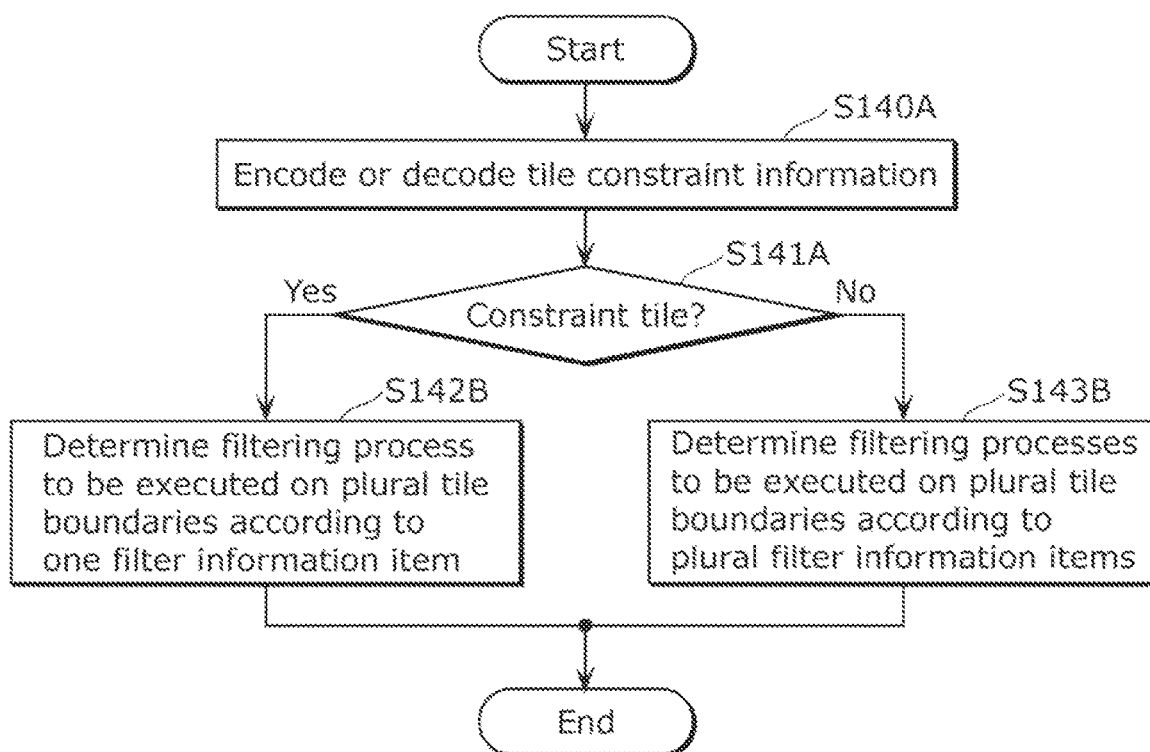 Start
S140A
Encode or decode tile constraint information
S141A
Yes
No
Constraint tile?
S142B
Determine filtering process
to be executed on plural tile
boundaries according to
one filter information item
S143B
Determine filtering processes
to be executed on plural tile
boundaries according to
plural filter information items
End